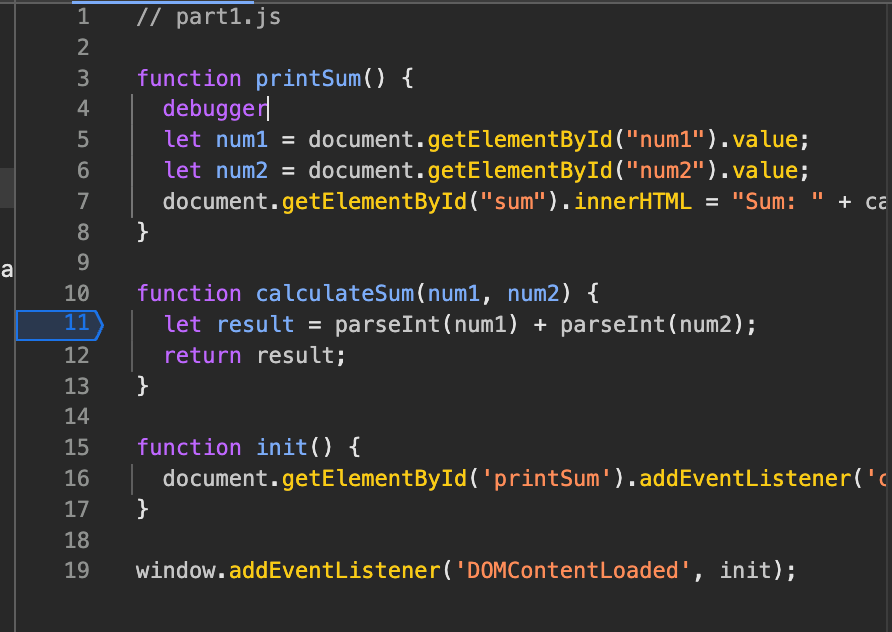 1 // part1.js
2
3 function printSum() {
4 debugger
5 let num1 = document.getElementById("num1").value;
6 let num2 = document.getElementById("num2").value;
7 document.getElementById("sum").innerHTML = "Sum: " + ca
8 }
9
a
10 function calculateSum(num1, num2) {
11 let result = parseInt(num1) + parseInt(num2);
12 return result;
13 }
14
15 function init() {
16 document.getElementById('printSum').addEventListener('c
17 }
18
19 window.addEventListener('DOMContentLoaded', init);